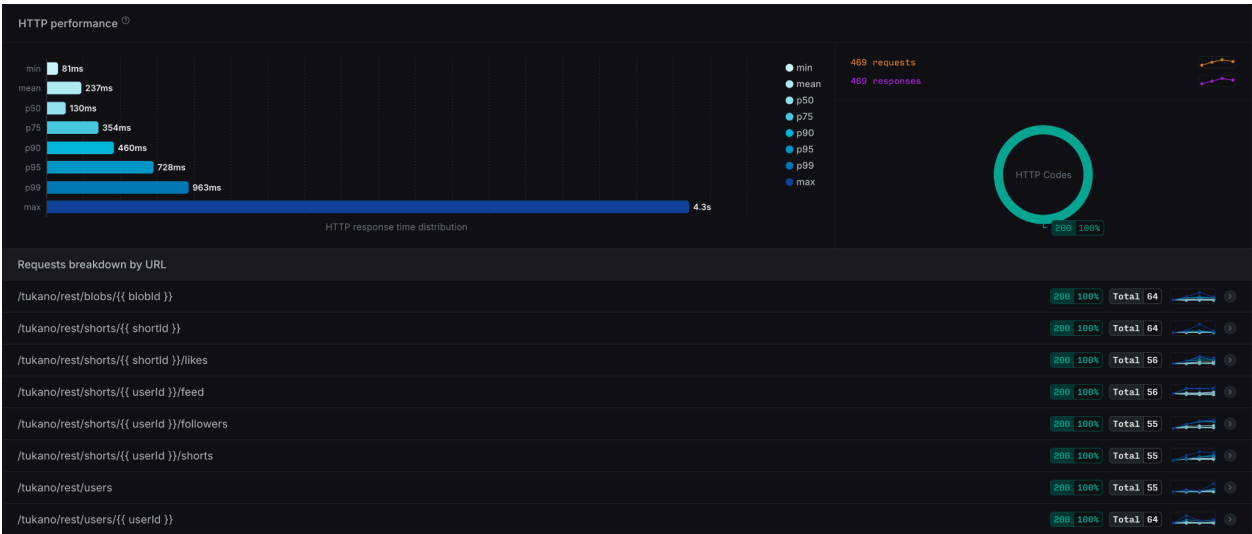 HTTP performance ?
min 81ms
mean 237ms
p50 130ms
p75 354ms
p90 460ms
p95 728ms
p99 963ms
max 4.3s
HTTP response time distribution
min
mean
p50
p75
p90
p95
p99
max
469 requests
469 responses
HTTP Codes
200 100%
Requests breakdown by URL
/tukano/rest/blobs/{{ blobId }} 200 100% Total 64
/tukano/rest/shorts/{{ shortId }} 200 100% Total 64
/tukano/rest/shorts/{{ shortId }}/likes 200 100% Total 56
/tukano/rest/shorts/{{ userId }}/feed 200 100% Total 56
/tukano/rest/shorts/{{ userId }}/followers 200 100% Total 55
/tukano/rest/shorts/{{ userId }}/shorts 200 100% Total 55
/tukano/rest/users 200 100% Total 55
/tukano/rest/users/{{ userId }} 200 100% Total 64